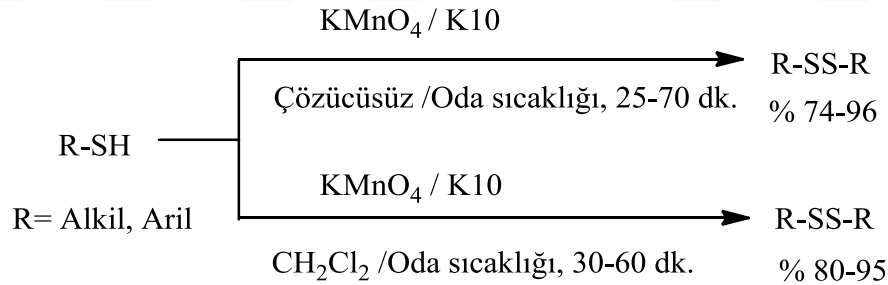 KMnO₄ / K10
R-SS-R
Çözücüsüz /Oda sıcaklığı, 25-70 dk.
% 74-96
R-SH
KMnO₄ / K10
R= Alkil, Aril
R-SS-R
CH₂Cl₂ /Oda sıcaklığı, 30-60 dk.
% 80-95